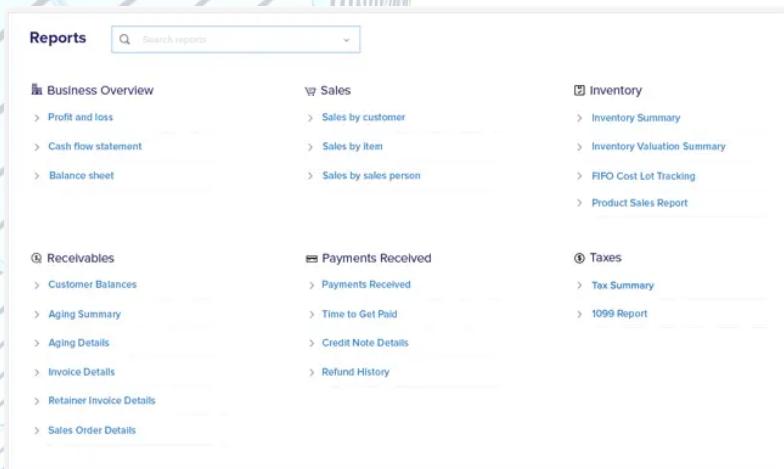 Reports
Search reports
Business Overview
Profit and loss
Cash flow statement
Balance sheet
Sales
Sales by customer
Sales by item
Sales by sales person
Inventory
Inventory Summary
Inventory Valuation Summary
FIFO Cost Lot Tracking
Product Sales Report
Receivables
Customer Balances
Aging Summary
Aging Details
Invoice Details
Retainer Invoice Details
Sales Order Details
Payments Received
Payments Received
Time to Get Paid
Credit Note Details
Refund History
Taxes
Tax Summary
1099 Report